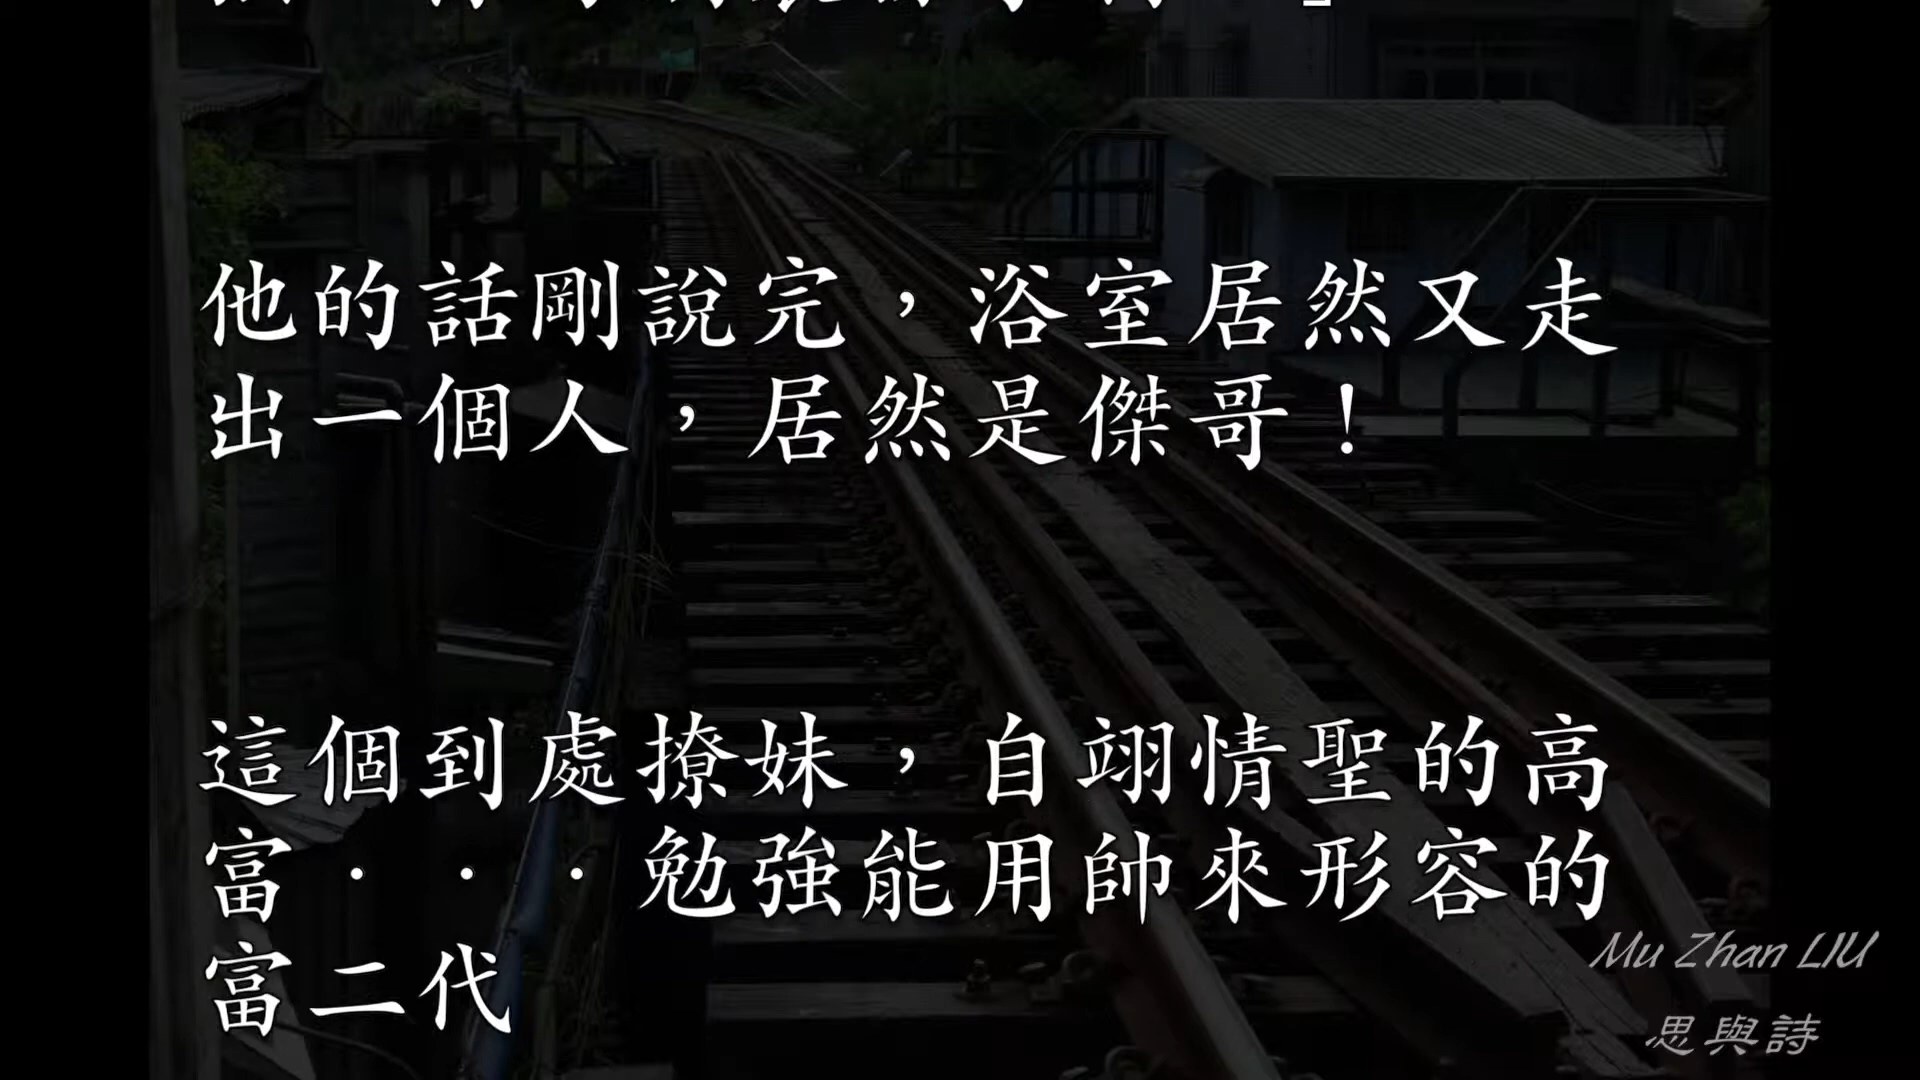 他的話剛說完，浴室居然又走
出一個人，居然是傑哥！
這個到處撩妹，自翊情聖的高
富···勉強能用帥來形容的
富二代
Mu Zhan LIU
思與詩